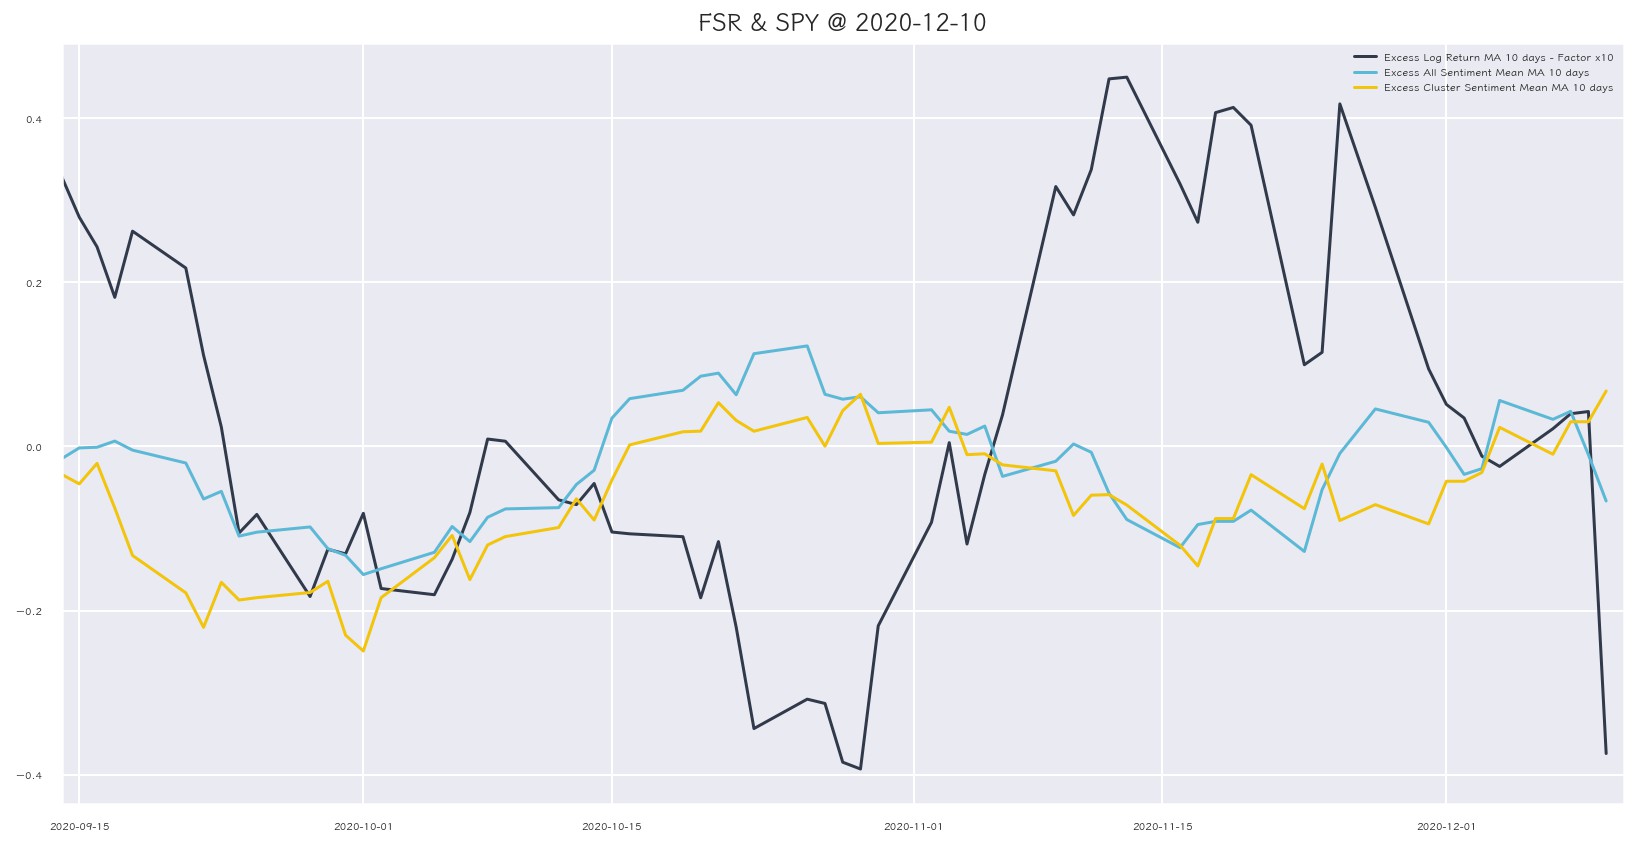 FSR & SPY @ 2020-12-10
Excess Log Return MA 10 days - Factor x10
Excess All Sentiment Mean MA 10 days
Excess Cluster Sentiment Mean MA 10 days
0.4
0.2
0.0
−0.2
−0.4
2020-09-15
2020-10-01
2020-10-15
2020-11-01
2020-11-15
2020-12-01